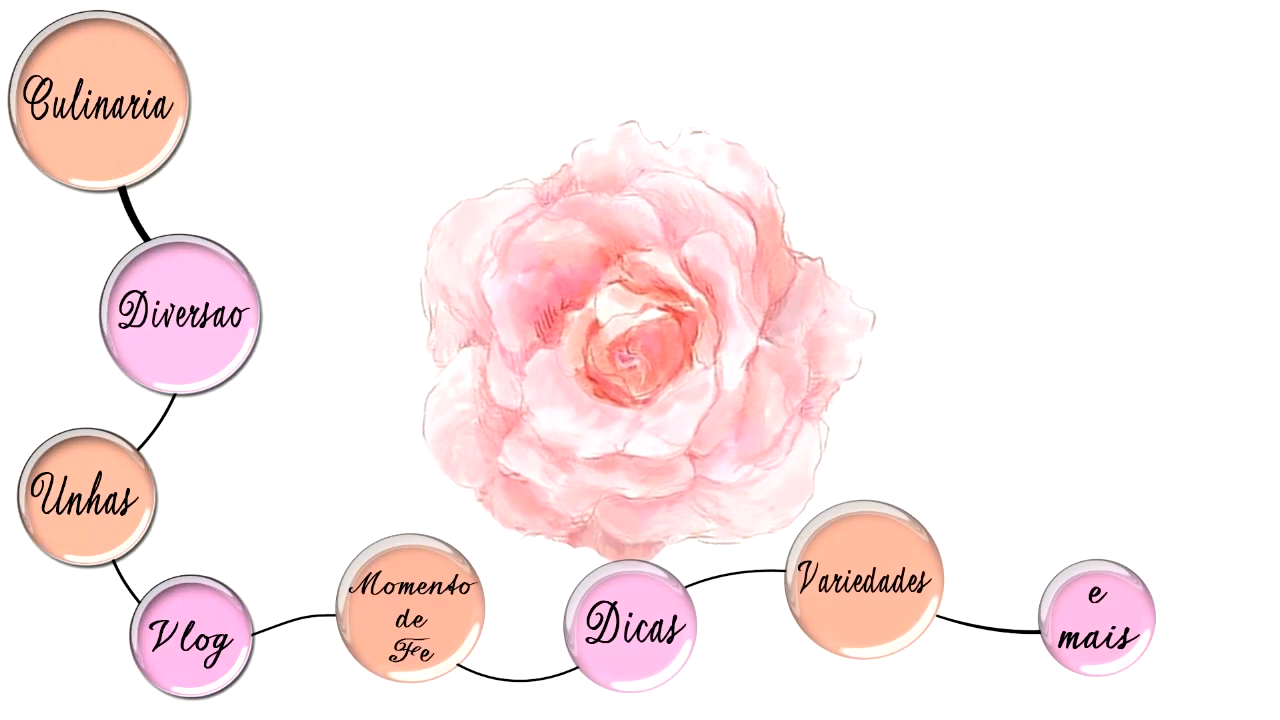 Culinaria
Diversao
Unhas
Vlog
Momento
de
Fe
Dicas
Variedades
e
mais